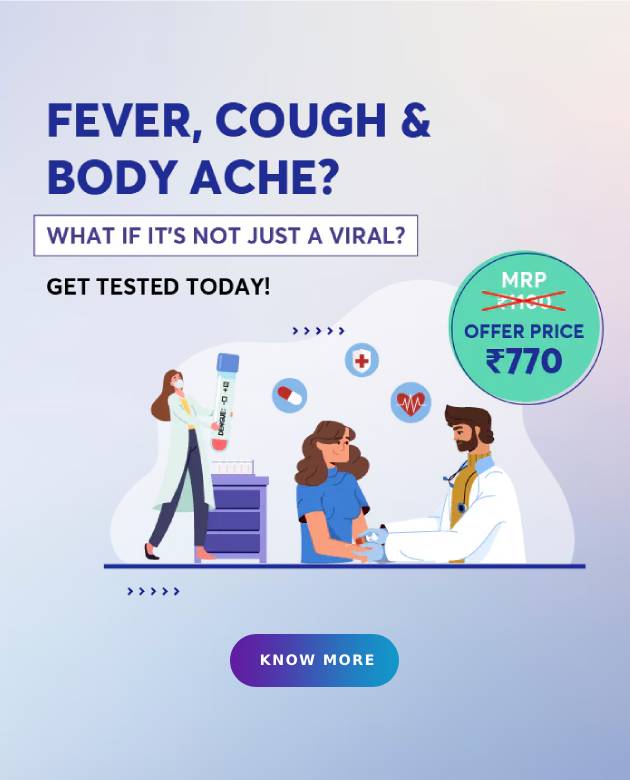 FEVER, COUGH &
BODY ACHE?
WHAT IF IT'S NOT JUST A VIRAL?
GET TESTED TODAY!
MRP
₹1100
OFFER PRICE
₹770
DENGUE:
KNOW MORE